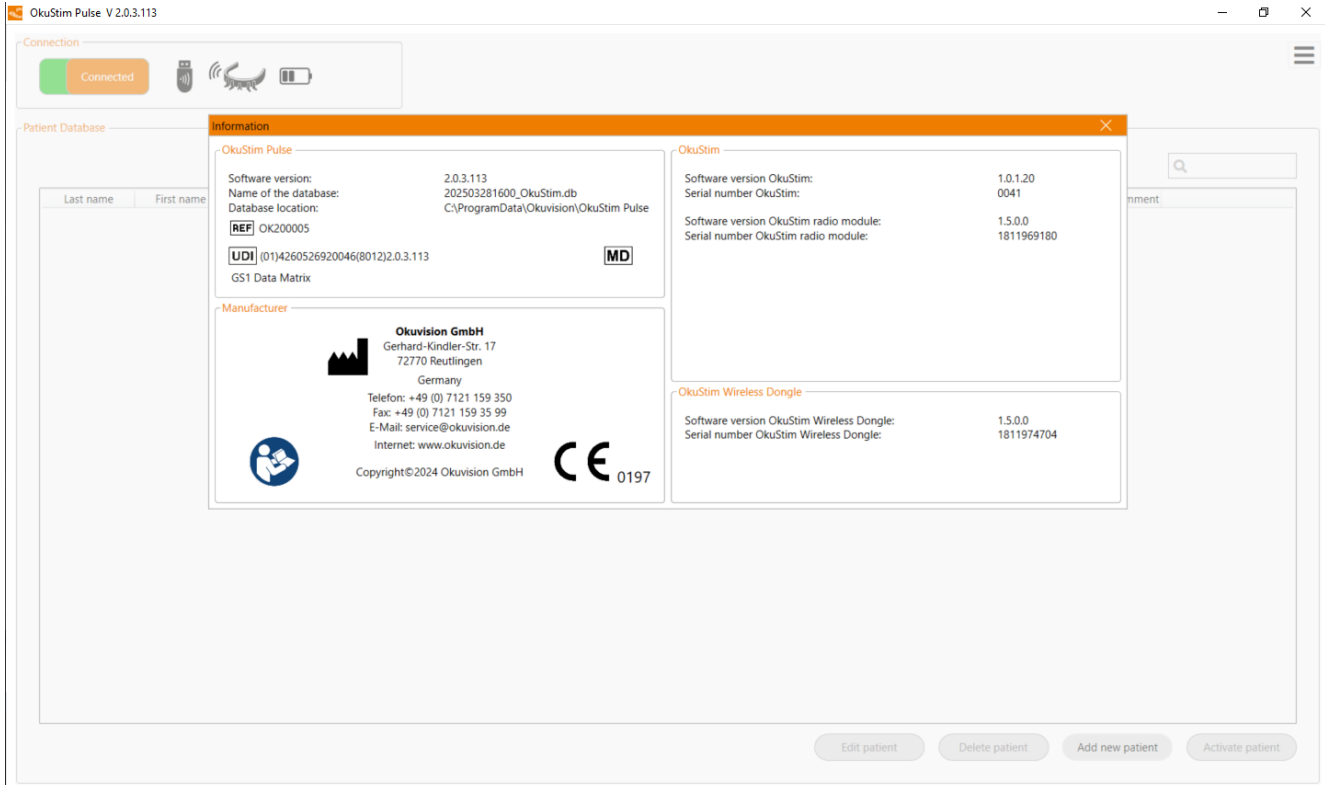 OkuStim Pulse V 2.0.3.113
Connection
Connected
Patient Database
Last name First name
nment
Information
OkuStim Pulse
Software version: 2.0.3.113
Name of the database: 202503281600_OkuStim.db
Database location: C:\ProgramData\Okuvision\OkuStim Pulse
REF OK200005
UDI (01)4260526920046(8012)2.0.3.113 MD
GS1 Data Matrix
Manufacturer
Okuvision GmbH
Gerhard-Kindler-Str. 17
72770 Reutlingen
Germany
Telefon: +49 (0) 7121 159 350
Fax: +49 (0) 7121 159 35 99
E-Mail: service@okuvision.de
Internet: www.okuvision.de
Copyright©2024 Okuvision GmbH
CE 0197
OkuStim
Software version OkuStim: 1.0.1.20
Serial number OkuStim: 0041
Software version OkuStim radio module: 1.5.0.0
Serial number OkuStim radio module: 1811969180
OkuStim Wireless Dongle
Software version OkuStim Wireless Dongle: 1.5.0.0
Serial number OkuStim Wireless Dongle: 1811974704
Edit patient Delete patient Add new patient Activate patient